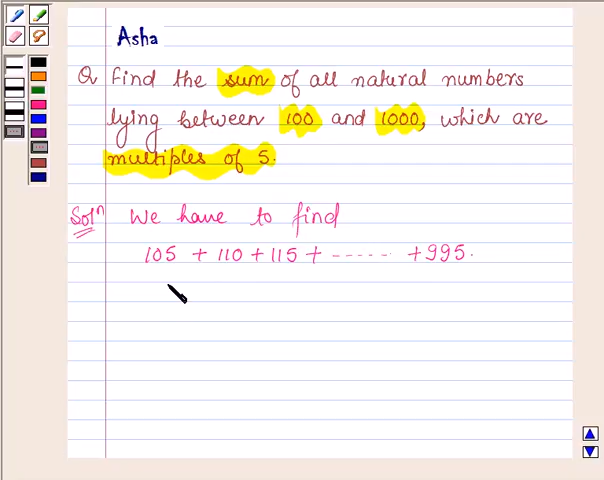 Asha
Q Find the sum of all natural numbers
lying between 100 and 1000, which are
multiples of 5.
Solⁿ We have to find
105 + 110 + 115 + ------ + 995.